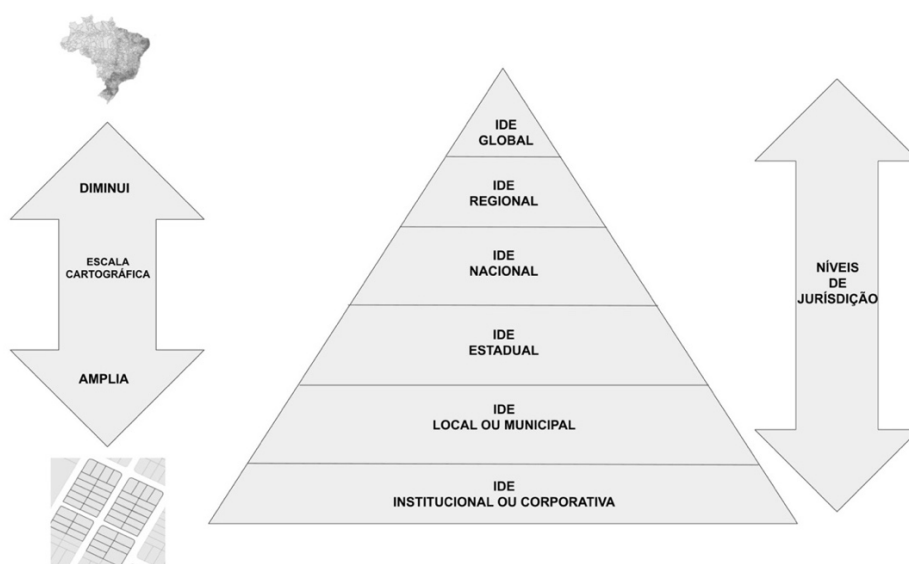 DIMINUI
ESCALA
CARTOGRÁFICA
AMPLIA
IDE
GLOBAL
IDE
REGIONAL
IDE
NACIONAL
IDE
ESTADUAL
IDE
LOCAL OU MUNICIPAL
IDE
INSTITUCIONAL OU CORPORATIVA
NÍVEIS
DE
JURÍSDIÇÃO